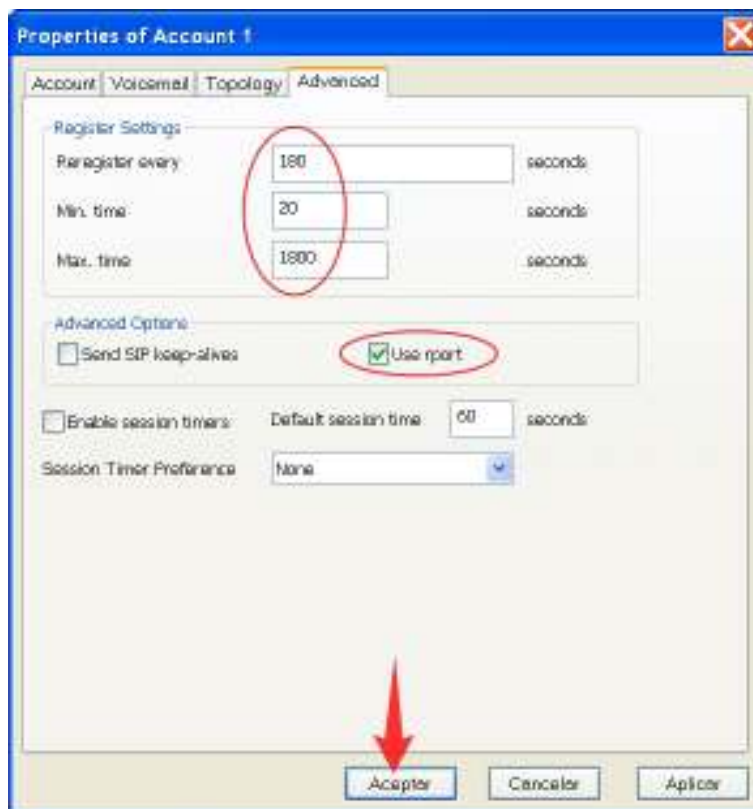 Properties of Account 1
Account Voicemail Topology Advanced
Register Settings
Reregister every 180 seconds
Min. time 20 seconds
Max. time 1800 seconds
Advanced Options
Send SIP keep-alives Use rport
Enable session timers Default session time 60 seconds
Session Timer Preference None
Aceptar Cancelar Aplicar